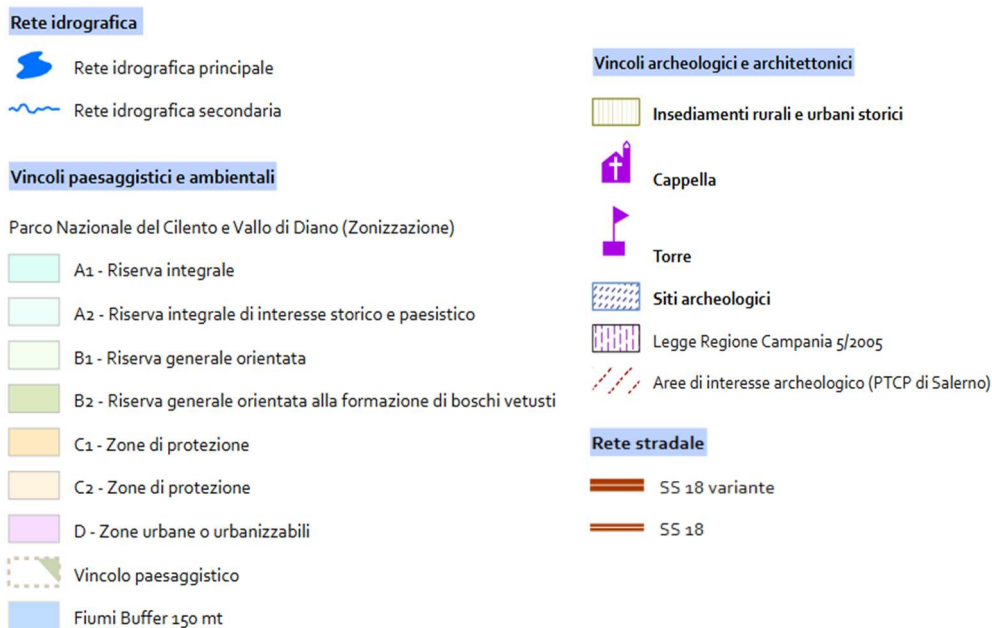 Rete idrografica
Rete idrografica principale
Rete idrografica secondaria
Vincoli paesaggistici e ambientali
Parco Nazionale del Cilento e Vallo di Diano (Zonizzazione)
A1 - Riserva integrale
A2 - Riserva integrale di interesse storico e paesistico
B1 - Riserva generale orientata
B2 - Riserva generale orientata alla formazione di boschi vetusti
C1 - Zone di protezione
C2 - Zone di protezione
D - Zone urbane o urbanizzabili
Vincolo paesaggistico
Fiumi Buffer 150 mt
Vincoli archeologici e architettonici
Insediamenti rurali e urbani storici
Cappella
Torre
Siti archeologici
Legge Regione Campania 5/2005
Aree di interesse archeologico (PTCP di Salerno)
Rete stradale
SS 18 variante
SS 18